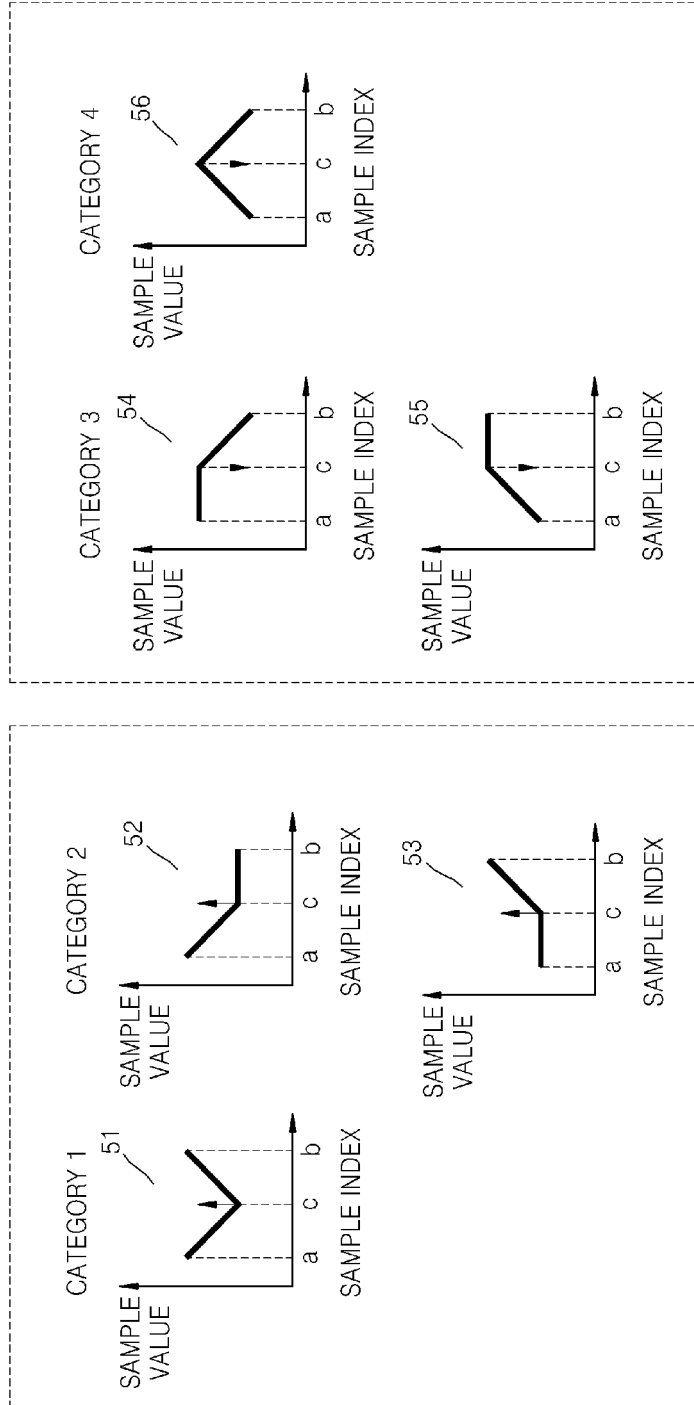 CATEGORY 1
51
SAMPLE
VALUE
a
c
b
SAMPLE INDEX
CATEGORY 2
52
SAMPLE
VALUE
a
c
b
SAMPLE INDEX
53
SAMPLE
VALUE
a
c
b
SAMPLE INDEX
CATEGORY 3
54
SAMPLE
VALUE
a
c
b
SAMPLE INDEX
55
SAMPLE
VALUE
a
c
b
SAMPLE INDEX
CATEGORY 4
56
SAMPLE
VALUE
a
c
b
SAMPLE INDEX